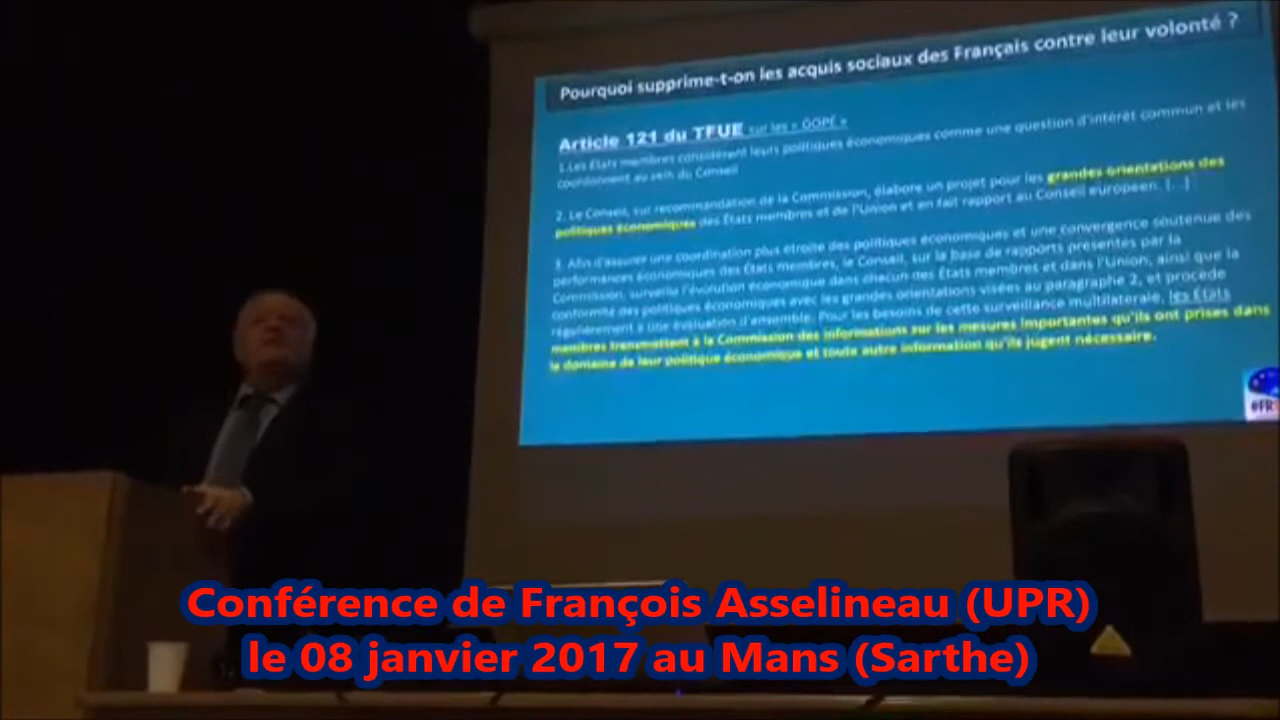 Pourquoi supprime-t-on les acquis sociaux des Français contre leur volonté ?
Article 121 du TFUE sur les « GOPÉ »
1.Les États membres considèrent leurs politiques économiques comme une question d'intérêt commun et les
coordonnent au sein du Conseil
2. Le Conseil, sur recommandation de la Commission, élabore un projet pour les grandes orientations des
politiques économiques des États membres et de l'Union et en fait rapport au Conseil européen. [...]
3. Afin d'assurer une coordination plus étroite des politiques économiques et une convergence soutenue des
performances économiques des États membres, le Conseil, sur la base de rapports présentés par la
Commission, surveille l'évolution économique dans chacun des États membres et dans l'Union, ainsi que la
conformité des politiques économiques avec les grandes orientations visées au paragraphe 2, et procède
régulièrement à une évaluation d'ensemble. Pour les besoins de cette surveillance multilatérale, les États
membres transmettent à la Commission des informations sur les mesures importantes qu'ils ont prises dans
le domaine de leur politique économique et toute autre information qu'ils jugent nécessaire.
Conférence de François Asselineau (UPR)
le 08 janvier 2017 au Mans (Sarthe)